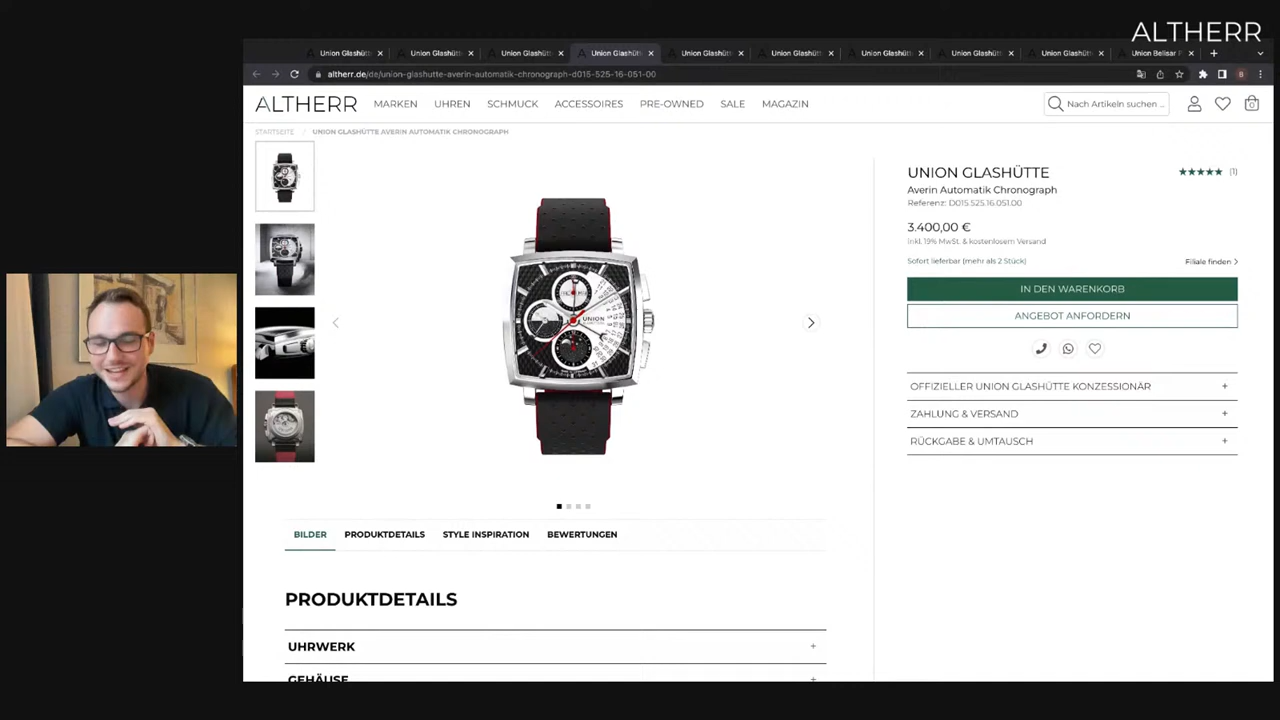 ALTHERR
Union Glashütt
Union Glashütt
Union Glashütt
Union Glashütt
Union Glashütt
Union Glashütt
Union Glashütt
Union Glashütt
Union Glashütt
Union Belisar P
altherr.de/de/union-glashutte-averin-automatik-chronograph-d015-525-16-051-00
B
ALTHERR MARKEN UHREN SCHMUCK ACCESSOIRES PRE-OWNED SALE MAGAZIN
Nach Artikeln suchen ...
0
STARTSEITE / UNION GLASHÜTTE AVERIN AUTOMATIK CHRONOGRAPH
UNION
UNION GLASHÜTTE
(1)
Averin Automatik Chronograph
Referenz: D015.525.16.051.00
3.400,00 €
inkl. 19% MwSt. & kostenlosem Versand
Sofort lieferbar (mehr als 2 Stück)
Filiale finden
IN DEN WARENKORB
ANGEBOT ANFORDERN
OFFIZIELLER UNION GLASHÜTTE KONZESSIONÄR +
ZAHLUNG & VERSAND +
RÜCKGABE & UMTAUSCH +
BILDER PRODUKTDETAILS STYLE INSPIRATION BEWERTUNGEN
PRODUKTDETAILS
UHRWERK +
GEHÄUSE +